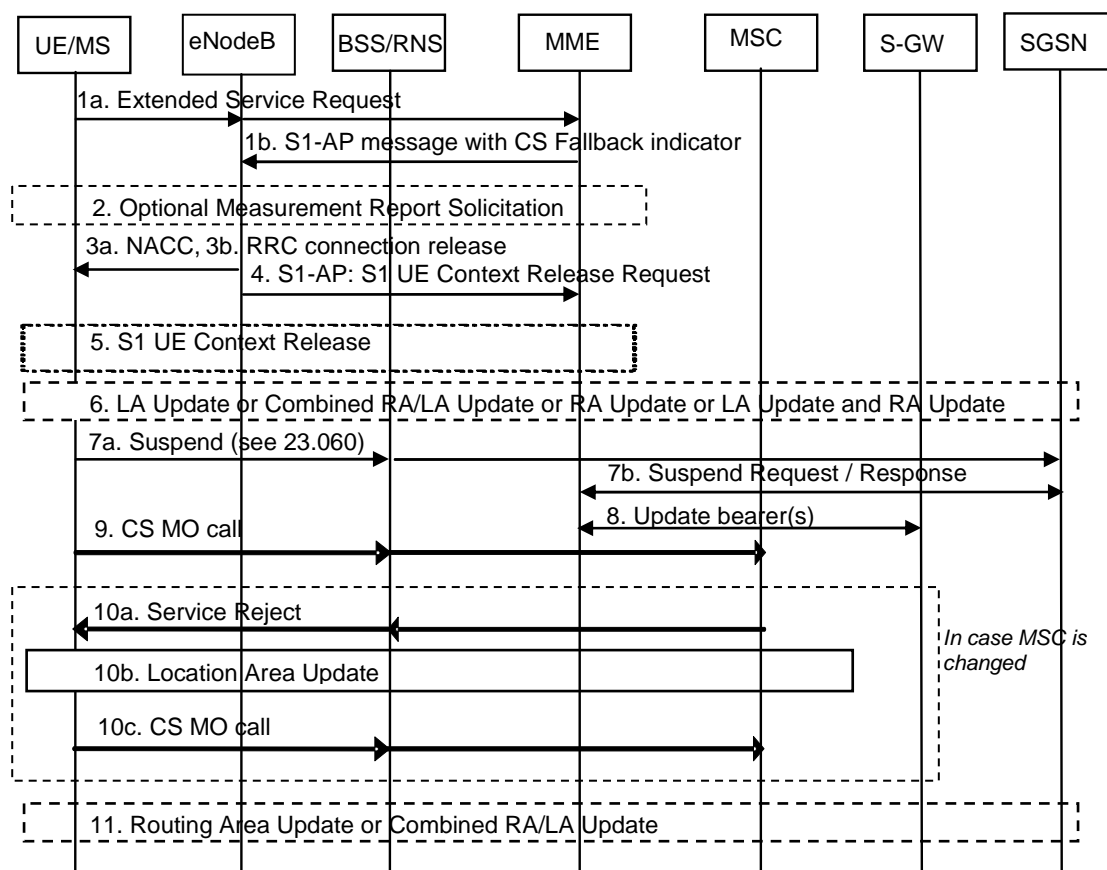 UE/MS
eNodeB
BSS/RNS
MME
MSC
S-GW
SGSN
1a. Extended Service Request
1b. S1-AP message with CS Fallback indicator
2. Optional Measurement Report Solicitation
3a. NACC, 3b. RRC connection release
4. S1-AP: S1 UE Context Release Request
5. S1 UE Context Release
6. LA Update or Combined RA/LA Update or RA Update or LA Update and RA Update
7a. Suspend (see 23.060)
7b. Suspend Request / Response
8. Update bearer(s)
9. CS MO call
10a. Service Reject
In case MSC is
changed
10b. Location Area Update
10c. CS MO call
11. Routing Area Update or Combined RA/LA Update